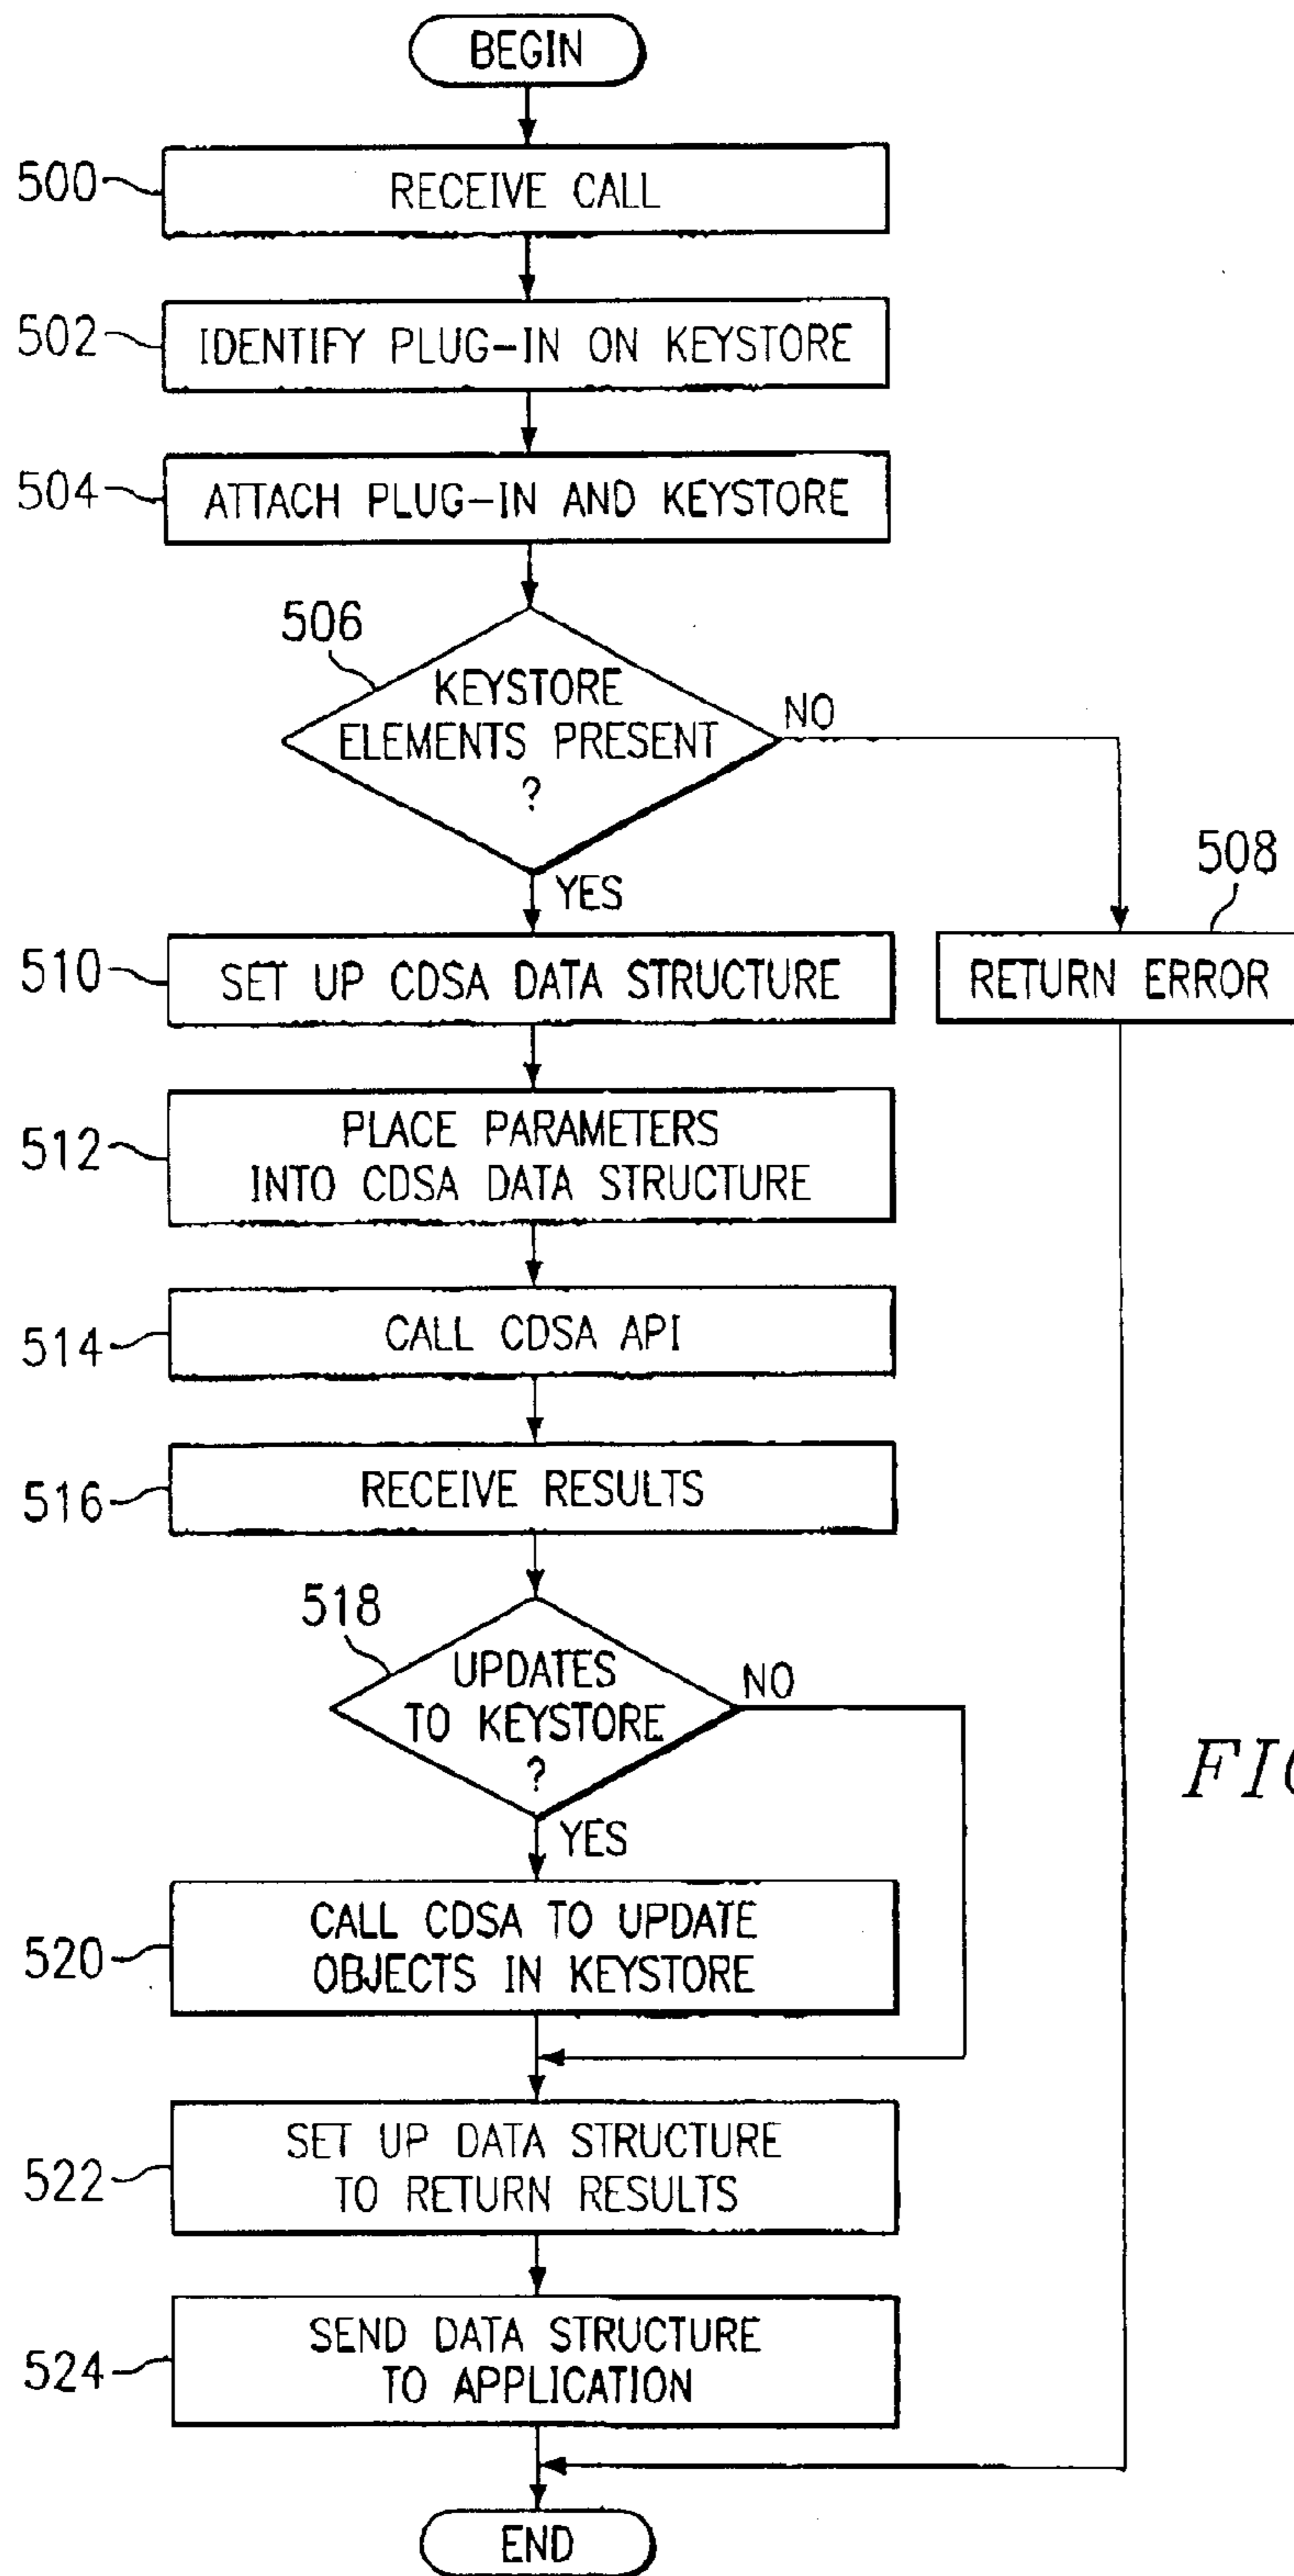 BEGIN
500
RECEIVE CALL
502
IDENTIFY PLUG-IN ON KEYSTORE
504
ATTACH PLUG-IN AND KEYSTORE
506
KEYSTORE
ELEMENTS PRESENT
?
NO
YES
508
RETURN ERROR
510
SET UP CDSA DATA STRUCTURE
512
PLACE PARAMETERS
INTO CDSA DATA STRUCTURE
514
CALL CDSA API
516
RECEIVE RESULTS
518
UPDATES
TO KEYSTORE
?
NO
YES
520
CALL CDSA TO UPDATE
OBJECTS IN KEYSTORE
522
SET UP DATA STRUCTURE
TO RETURN RESULTS
524
SEND DATA STRUCTURE
TO APPLICATION
END